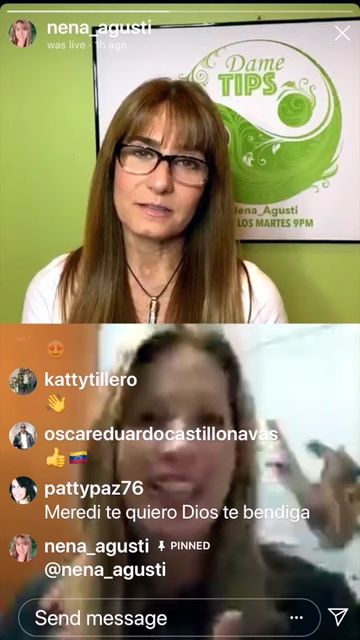 nena_agusti
was live · 1h ago
Dame
TIPS
Nena_Agusti
LOS MARTES 9PM
kattytillero
oscareduardocastillonavas
pattypaz76
Meredi te quiero Dios te bendiga
nena_agusti PINNED
@nena_agusti
Send message